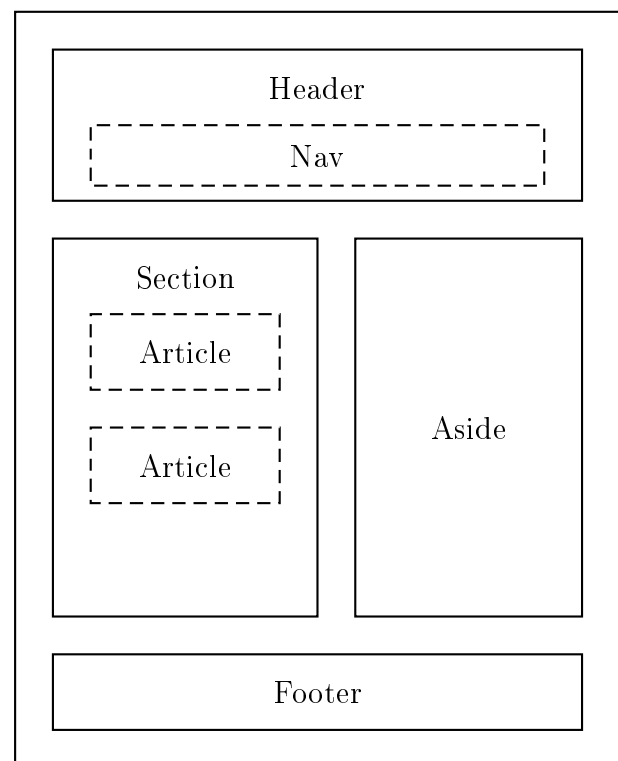 Header
Nav
Section
Article
Article
Aside
Footer